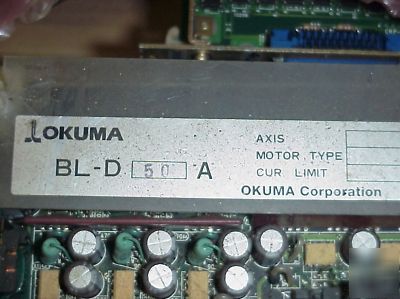 OKUMA
BL-D 50 A
AXIS
MOTOR TYPE
CUR LIMIT
OKUMA Corporation